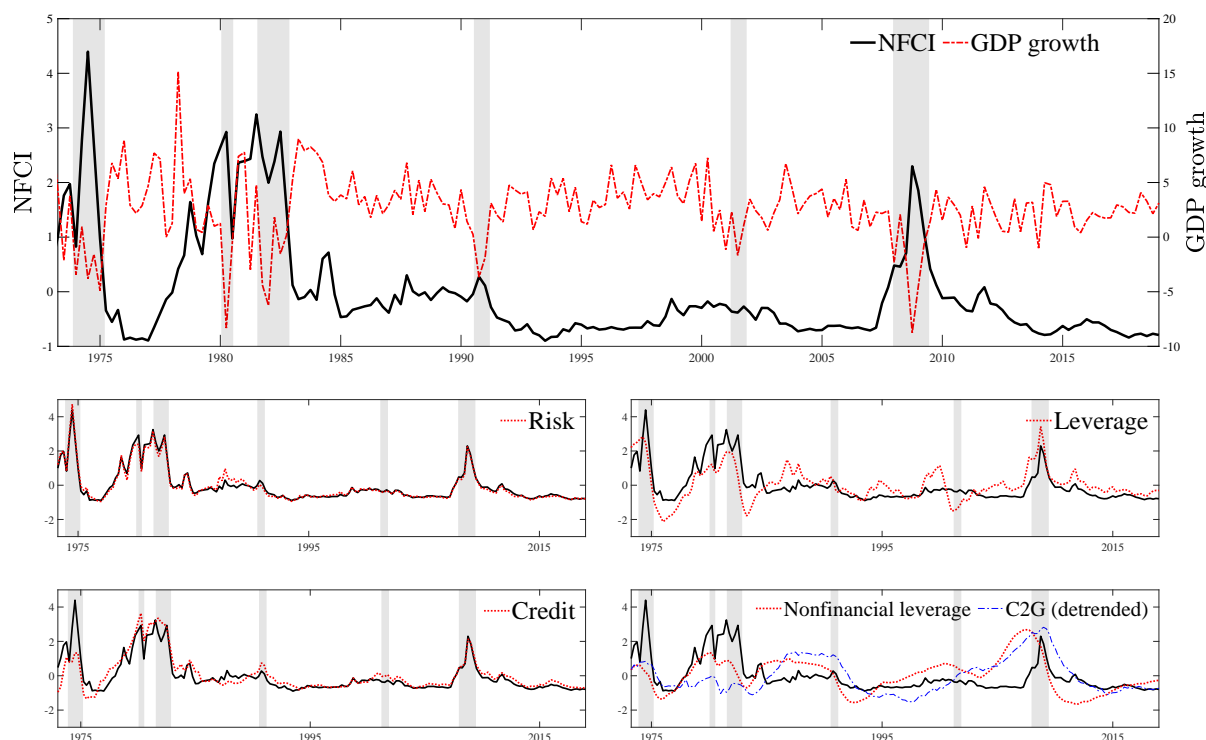 5
4
3
2
1
0
-1
NFCI
NFCI GDP growth
20
15
10
5
0
-5
-10
GDP growth
1975 1980 1985 1990 1995 2000 2005 2010 2015
4
2
0
-2
Risk
1975 1995 2015
4
2
0
-2
Leverage
1975 1995 2015
4
2
0
-2
Credit
1975 1995 2015
4
2
0
-2
Nonfinancial leverage C2G (detrended)
1975 1995 2015